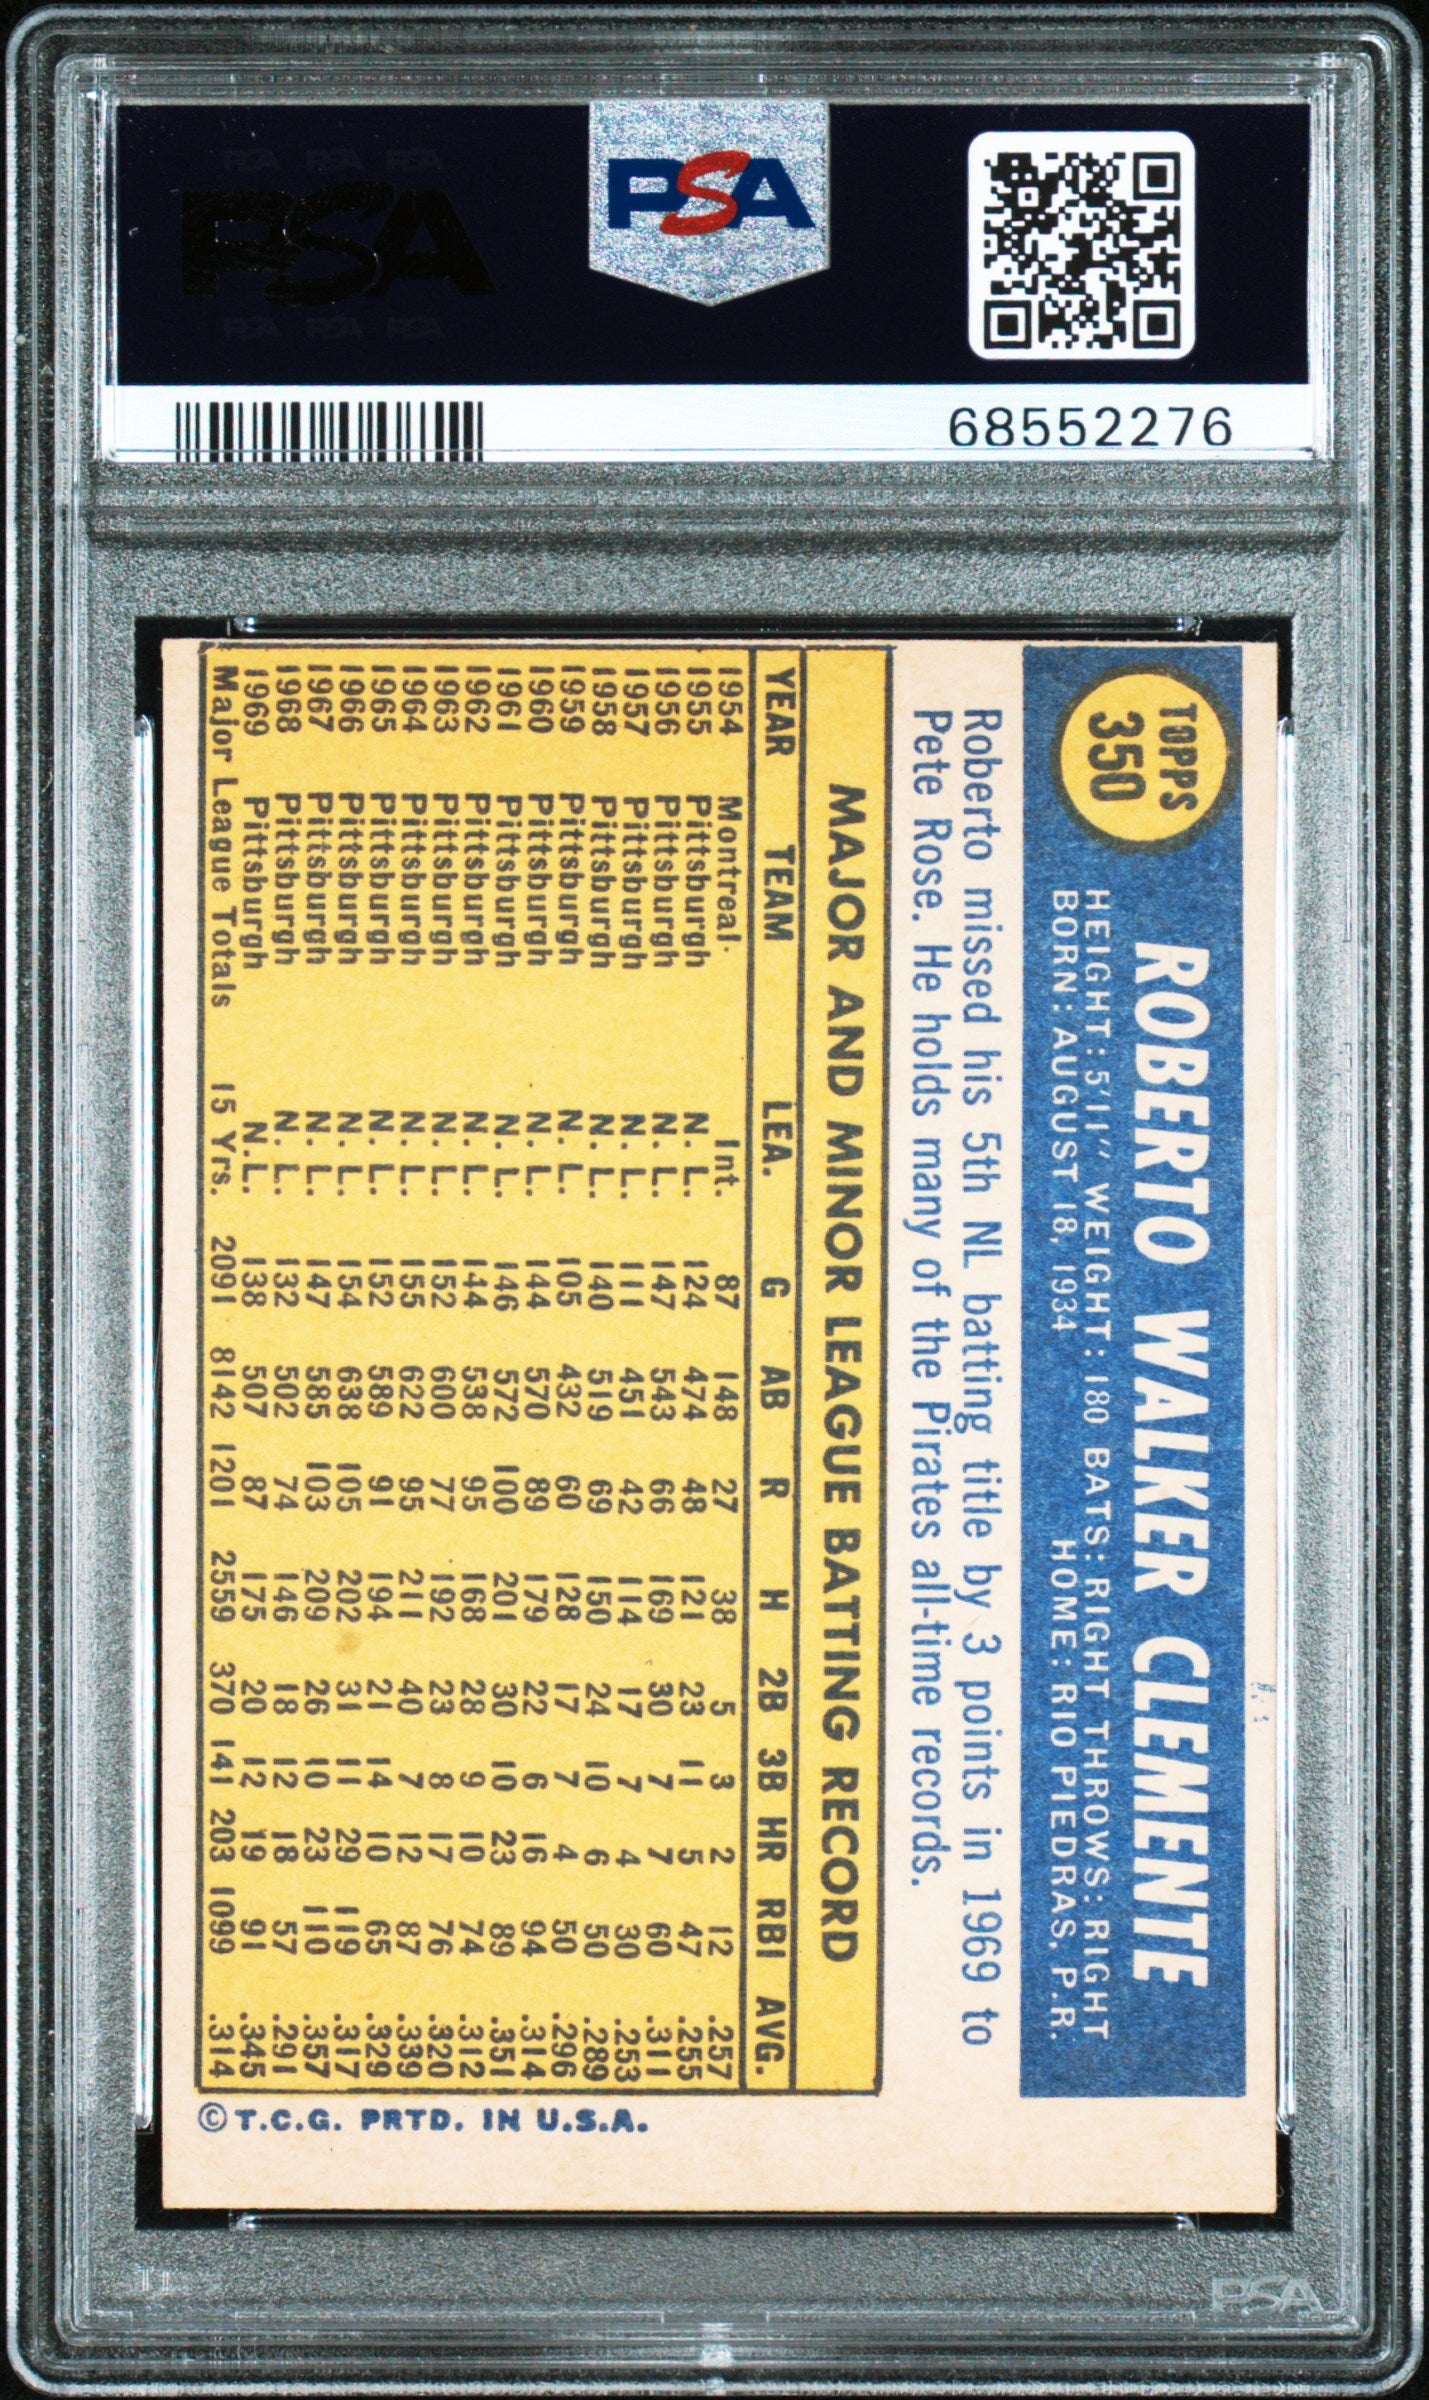 PSA PSA PSA
PSA
PSA PSA PSA
PSA
68552276
TOPPS
350
ROBERTO WALKER CLEMENTE
HEIGHT: 5'11" WEIGHT: 180 BATS: RIGHT THROWS: RIGHT
BORN: AUGUST 18, 1934 HOME: RIO PIEDRAS, P.R.
Roberto missed his 5th NL batting title by 3 points in 1969 to
Pete Rose. He holds many of the Pirates all-time records.
MAJOR AND MINOR LEAGUE BATTING RECORD
YEAR TEAM LEA. G AB R H 2B 3B HR RBI AVG.
1954 Montreal Int. 87 148 27 38 5 3 2 12 .257
1955 Pittsburgh N. L. 124 474 48 121 23 11 5 47 .255
1956 Pittsburgh N. L. 147 543 66 169 30 7 7 60 .311
1957 Pittsburgh N. L. 111 451 42 114 17 7 4 30 .253
1958 Pittsburgh N. L. 140 519 69 150 24 10 6 50 .289
1959 Pittsburgh N. L. 105 432 60 128 17 7 4 50 .296
1960 Pittsburgh N. L. 144 570 89 179 22 6 16 94 .314
1961 Pittsburgh N. L. 146 572 100 201 30 10 23 89 .351
1962 Pittsburgh N. L. 144 538 95 168 28 9 10 74 .312
1963 Pittsburgh N. L. 152 600 77 192 23 8 17 76 .320
1964 Pittsburgh N. L. 155 622 95 211 40 7 12 87 .339
1965 Pittsburgh N. L. 152 589 91 194 21 14 10 65 .329
1966 Pittsburgh N. L. 154 638 105 202 31 11 29 119 .317
1967 Pittsburgh N. L. 147 585 103 209 26 10 23 110 .357
1968 Pittsburgh N. L. 132 502 74 146 18 12 18 57 .291
1969 Pittsburgh N.L. 138 507 87 175 20 12 19 91 .345
Major League Totals 15 Yrs. 2091 8142 1201 2559 370 141 203 1099 .314
© T.C.G. PRTD. IN U.S.A.
PSA